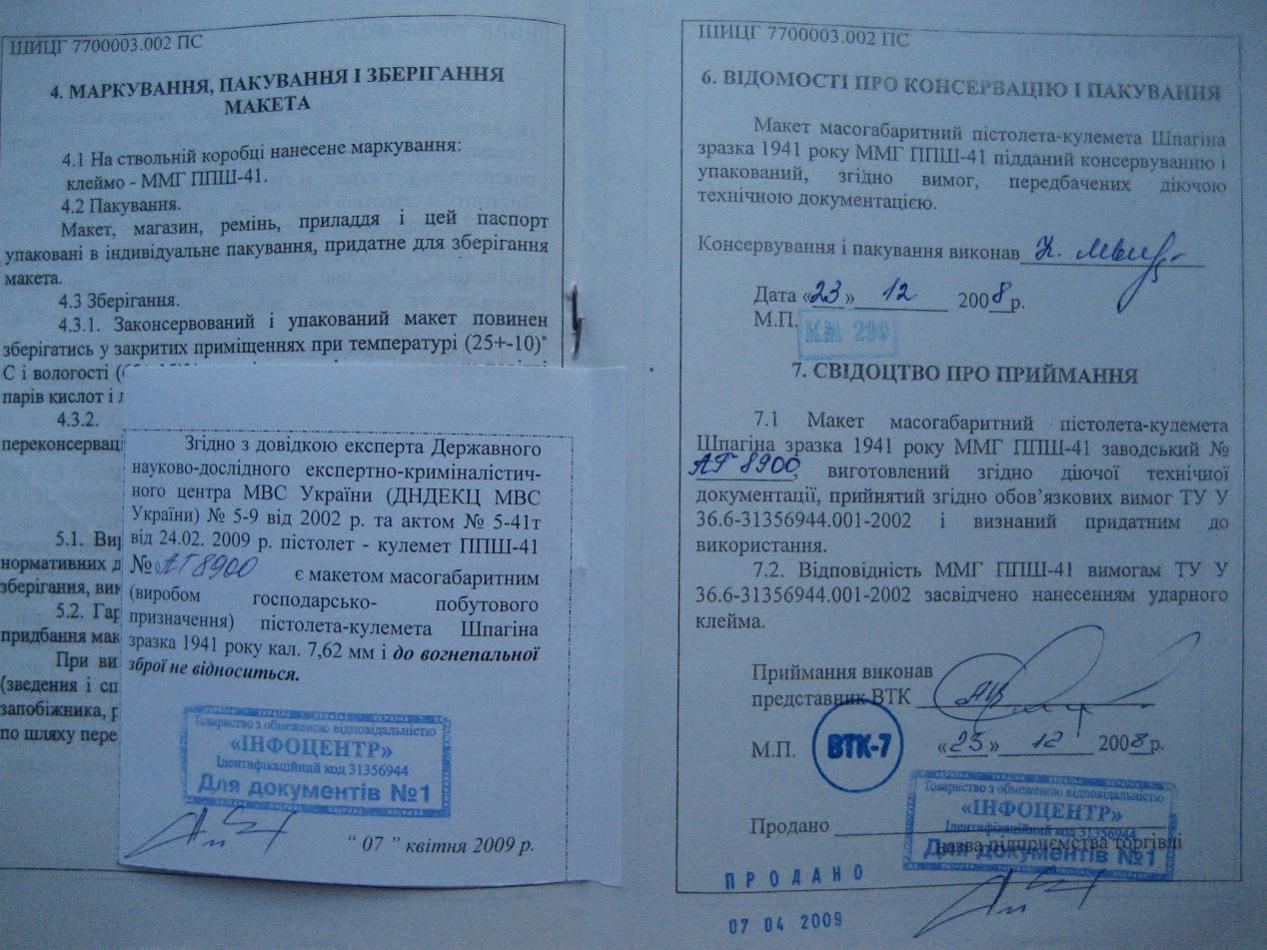 ШИЦГ 7700003.002 ПС
4. МАРКУВАННЯ, ПАКУВАННЯ І ЗБЕРІГАННЯ
МАКЕТА
4.1 На ствольній коробці нанесене маркування:
клеймо - ММГ ППШ-41.
4.2 Пакування.
Макет, магазин, ремінь, приладдя і цей паспорт
упаковані в індивідуальне пакування, придатне для зберігання
макета.
4.3 Зберігання.
4.3.1. Законсервований і упакований макет повинен
зберігатись у закритих приміщеннях при температурі (25+-10)°
С і вологості (
парів кислот і л
4.3.2.
переконсервац
5.1. Вир
нормативних д
зберігання, вик
5.2. Гар
придбання мак
При ви
(зведення і сп
запобіжника, р
по шляху пере
Згідно з довідкою експерта Державного
науково-дослідного експертно-криміналістич-
ного центра МВС України (ДНДЕКЦ МВС
України) № 5-9 від 2002 р. та актом № 5-41т
від 24.02. 2009 р. пістолет - кулемет ППШ-41
№ АГ8900 є макетом масогабаритним
(виробом господарсько- побутового
призначення) пістолета-кулемета Шпагіна
зразка 1941 року кал. 7,62 мм і до вогнепальної
зброї не відноситься.
Товариство з обмеженою відповідальністю
«ІНФОЦЕНТР»
Ідентифікаційний код 31356944
Для документів №1
“ 07 ” квітня 2009 р.
ШИЦГ 7700003.002 ПС
6. ВІДОМОСТІ ПРО КОНСЕРВАЦІЮ І ПАКУВАННЯ
Макет масогабаритний пістолета-кулемета Шпагіна
зразка 1941 року ММГ ППШ-41 підданий консервуванню і
упакований, згідно вимог, передбачених діючою
технічною документацією.
Консервування і пакування виконав
Дата «23» 12 2008р.
М.П.
КМ 290
7. СВІДОЦТВО ПРО ПРИЙМАННЯ
7.1 Макет масогабаритний пістолета-кулемета
Шпагіна зразка 1941 року ММГ ППШ-41 заводський №
АГ 8900, виготовлений згідно діючої технічної
документації, прийнятий згідно обов’язкових вимог ТУ У
36.6-31356944.001-2002 і визнаний придатним до
використання.
7.2. Відповідність ММГ ППШ-41 вимогам ТУ У
36.6-31356944.001-2002 засвідчено нанесенням ударного
клейма.
Приймання виконав
представник ВТК
М.П. ВТК-7 «25» 12 2008р.
Товариство з обмеженою відповідальністю
«ІНФОЦЕНТР»
Ідентифікаційний код 31356944
Для документів №1
Продано
назва підприємства торгівлі
ПРОДАНО
07 04 2009